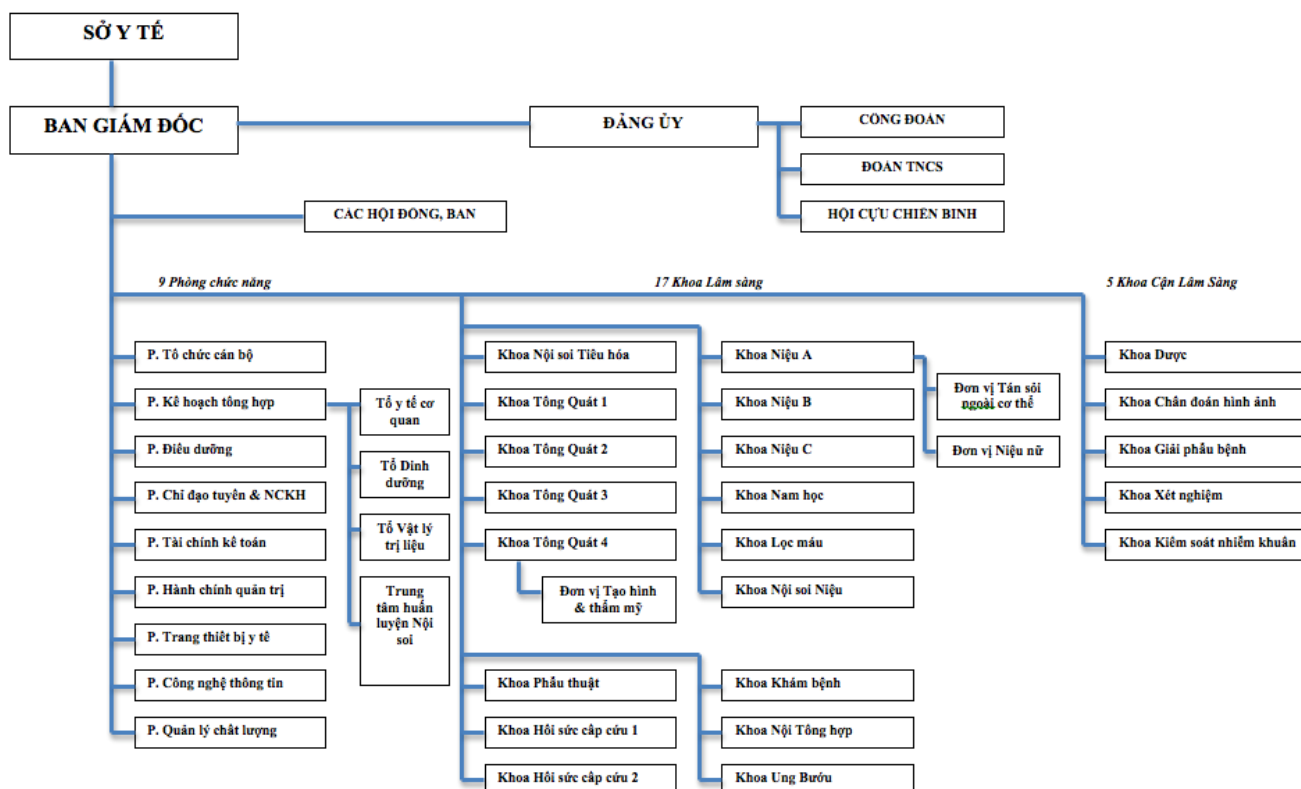 SỞ Y TẾ
BAN GIÁM ĐỐC
ĐẢNG ỦY
CÔNG ĐOÀN
ĐOÀN TNCS
HỘI CỰU CHIẾN BINH
CÁC HỘI ĐỒNG, BAN
9 Phòng chức năng
17 Khoa Lâm sàng
5 Khoa Cận Lâm Sàng
P. Tổ chức cán bộ
P. Kế hoạch tổng hợp
P. Điều dưỡng
P. Chỉ đạo tuyến & NCKH
P. Tài chính kế toán
P. Hành chính quản trị
P. Trang thiết bị y tế
P. Công nghệ thông tin
P. Quản lý chất lượng
Tổ y tế cơ
quan
Tổ Dinh
dưỡng
Tổ Vật lý
trị liệu
Trung
tâm huấn
luyện Nội
soi
Khoa Nội soi Tiêu hóa
Khoa Tổng Quát 1
Khoa Tổng Quát 2
Khoa Tổng Quát 3
Khoa Tổng Quát 4
Đơn vị Tạo hình
& thẩm mỹ
Khoa Niệu A
Khoa Niệu B
Khoa Niệu C
Khoa Nam học
Khoa Lọc máu
Khoa Nội soi Niệu
Đơn vị Tán sỏi
ngoài cơ thể
Đơn vị Niệu nữ
Khoa Phẫu thuật
Khoa Hồi sức cấp cứu 1
Khoa Hồi sức cấp cứu 2
Khoa Khám bệnh
Khoa Nội Tổng hợp
Khoa Ung Bướu
Khoa Dược
Khoa Chẩn đoán hình ảnh
Khoa Giải phẫu bệnh
Khoa Xét nghiệm
Khoa Kiểm soát nhiễm khuẩn